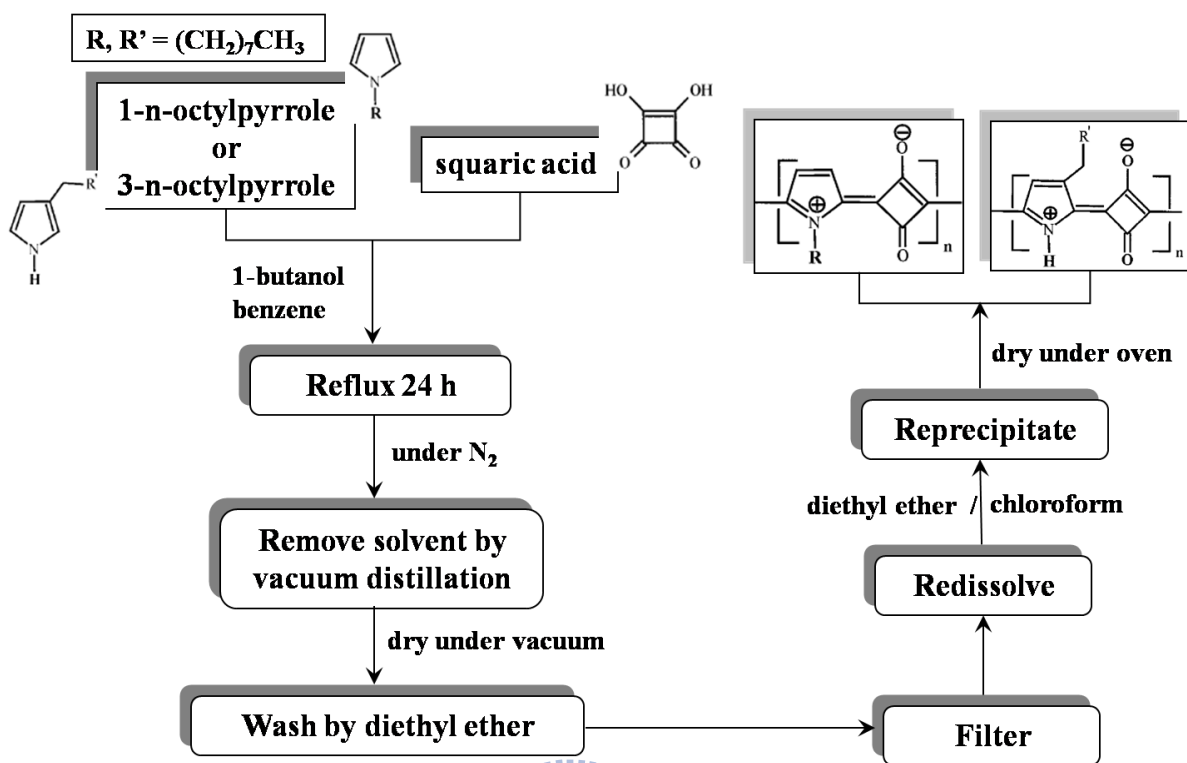 R, R' = (CH₂)₇CH₃
N
R
1-n-octylpyrrole
or
3-n-octylpyrrole
R'
N
H
squaric acid
HO OH
O O
1-butanol
benzene
Reflux 24 h
under N₂
Remove solvent by
vacuum distillation
dry under vacuum
Wash by diethyl ether
Filter
Redissolve
diethyl ether / chloroform
Reprecipitate
dry under oven
⊖
O
⊕
N
R
O
n
R'
⊖
O
⊕
N
H
O
n